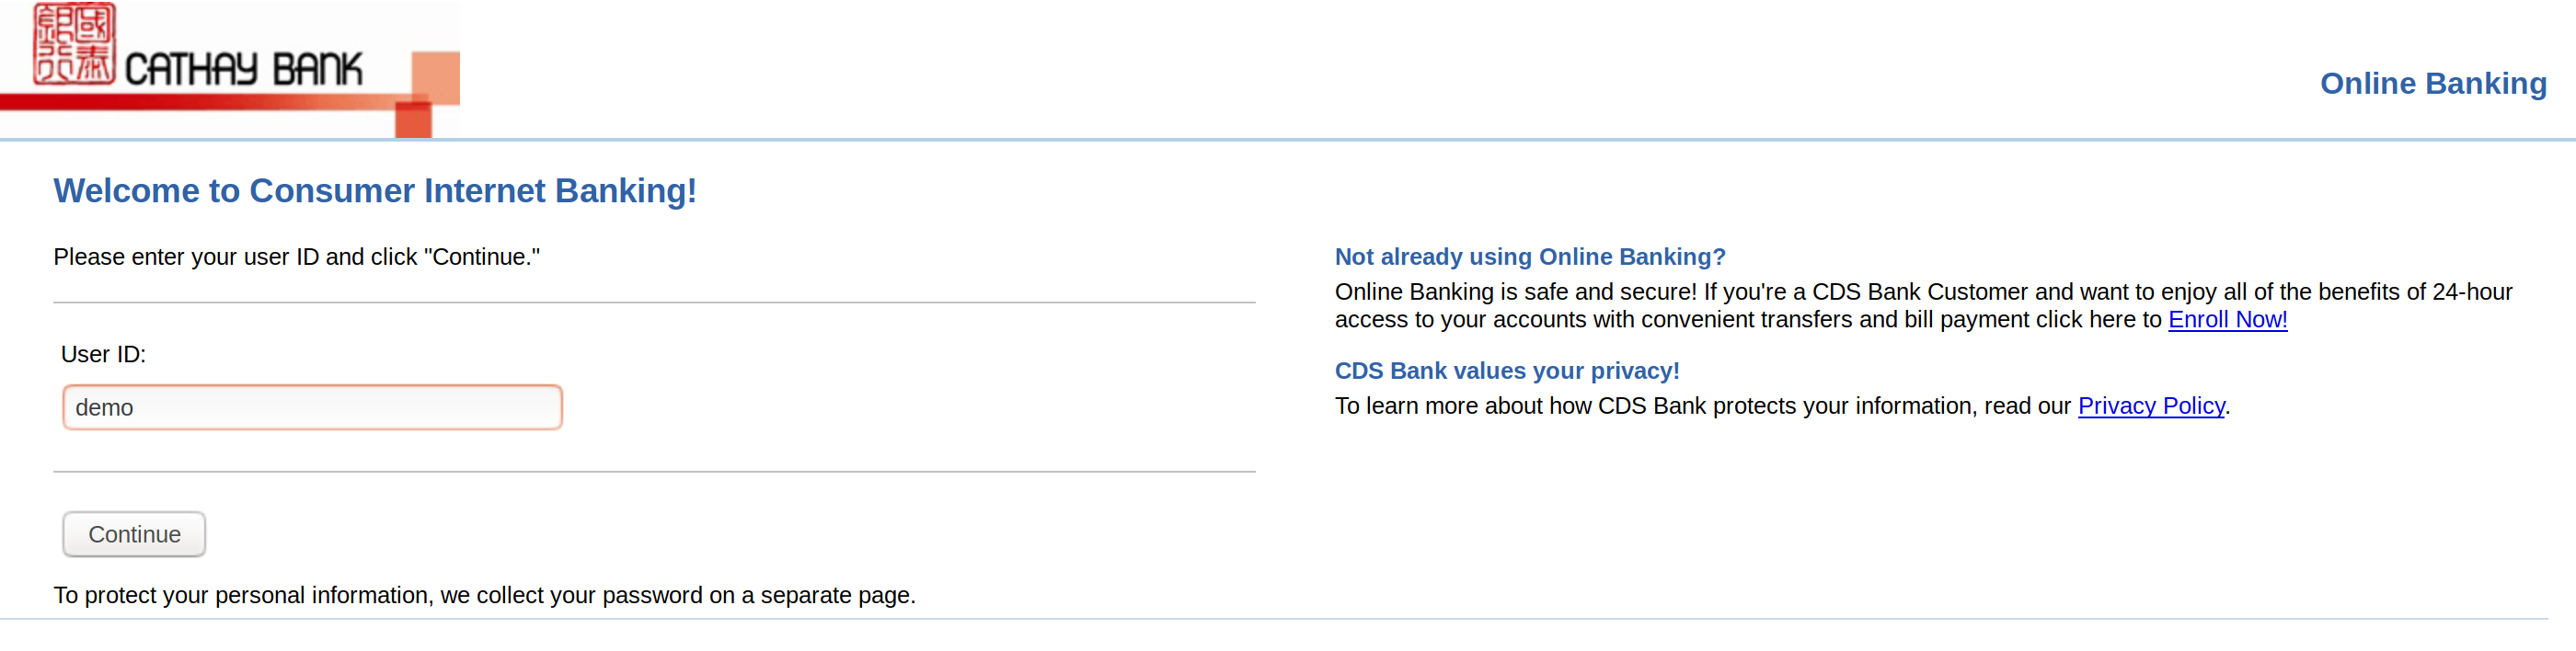 國泰銀行
CATHAY BANK
Online Banking
Welcome to Consumer Internet Banking!
Please enter your user ID and click "Continue."
User ID:
demo
Continue
To protect your personal information, we collect your password on a separate page.
Not already using Online Banking?
Online Banking is safe and secure! If you're a CDS Bank Customer and want to enjoy all of the benefits of 24-hour
access to your accounts with convenient transfers and bill payment click here to Enroll Now!
CDS Bank values your privacy!
To learn more about how CDS Bank protects your information, read our Privacy Policy.